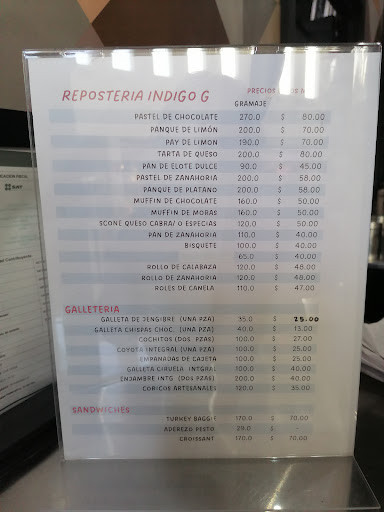 REPOSTERIA INDIGO G
PRECIOS
GRAMAJE
PASTEL DE CHOCOLATE 270.0 $ 80.00
PANQUE DE LIMÓN 200.0 $ 70.00
PAY DE LIMON 190.0 $ 70.00
TARTA DE QUESO 200.0 $ 80.00
PAN DE ELOTE DULCE 90.0 $ 45.00
PASTEL DE ZANAHORIA 200.0 $ 58.00
PANQUE DE PLATANO 200.0 $ 58.00
MUFFIN DE CHOCOLATE 160.0 $ 50.00
MUFFIN DE MORAS 160.0 $ 50.00
SCONE QUESO CABRA/ O ESPECIAS 120.0 $ 50.00
PAN DE ZANAHORIA 110.0 $ 40.00
BISQUETE 100.0 $ 40.00
65.0 $ 40.00
ROLLO DE CALABAZA 120.0 $ 48.00
ROLLO DE ZANAHORIA 120.0 $ 48.00
ROLES DE CANELA 110.0 $ 47.00
GALLETERIA
GALLETA DE JENGIBRE (UNA PZA) 35.0 $ 25.00
GALLETA CHISPAS CHOC. (UNA PZA) 40.0 $ 13.00
COCHITOS (DOS PZAS) 100.0 $ 27.00
COYOTA INTEGRAL (UNA PZA) 100.0 $ 25.00
EMPANADAS DE CAJETA 100.0 $ 25.00
GALLETA CIRUELA INTGRAL 100.0 $ 40.00
ENJAMBRE INTG (DOS PZAS) 200.0 $ 40.00
COBICOS ARTESANALES 120.0 $ 35.00
SANDWICHES
TURKEY BAGGIE 170.0 $ 70.00
ADEREZO PESTO 29.0 $ -
CROISSANT 170.0 $ 70.00